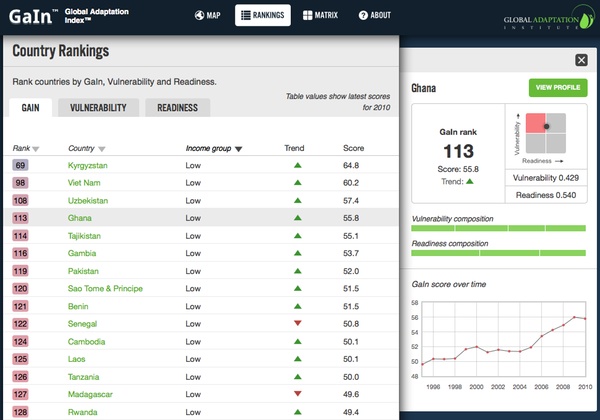 GaIn™ Global Adaptation Index™
MAP RANKINGS MATRIX ABOUT
GLOBAL ADAPTATION
INSTITUTE
Country Rankings
Rank countries by GaIn, Vulnerability and Readiness.
GAIN VULNERABILITY READINESS
Table values show latest scores
for 2010
Rank Country Income group Trend Score
69 Kyrgyzstan Low 64.8
98 Viet Nam Low 60.2
108 Uzbekistan Low 57.4
113 Ghana Low 55.8
114 Tajikistan Low 55.1
116 Gambia Low 53.7
119 Pakistan Low 52.0
120 Sao Tome & Principe Low 51.5
121 Benin Low 51.5
122 Senegal Low 50.8
124 Cambodia Low 50.1
125 Laos Low 50.1
126 Tanzania Low 50.0
127 Madagascar Low 49.6
128 Rwanda Low 49.4
Ghana
VIEW PROFILE
GaIn rank
113
Score: 55.8
Trend:
Vulnerability
Readiness
Vulnerability 0.429
Readiness 0.540
Vulnerability composition
Readiness composition
GaIn score over time
58
56
54
52
50
48
1996 1998 2000 2002 2004 2006 2008 2010